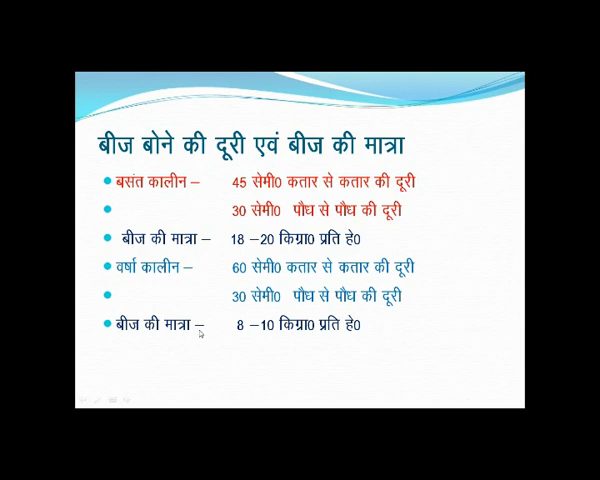 बीज बोने की दूरी एवं बीज की मात्रा
बसंत कालीन – 45 सेमी0 कतार से कतार की दूरी
30 सेमी0 पौध से पौध की दूरी
बीज की मात्रा – 18 –20 किग्रा0 प्रति हे0
वर्षा कालीन – 60 सेमी0 कतार से कतार की दूरी
30 सेमी0 पौध से पौध की दूरी
बीज की मात्रा – 8 –10 किग्रा0 प्रति हे0